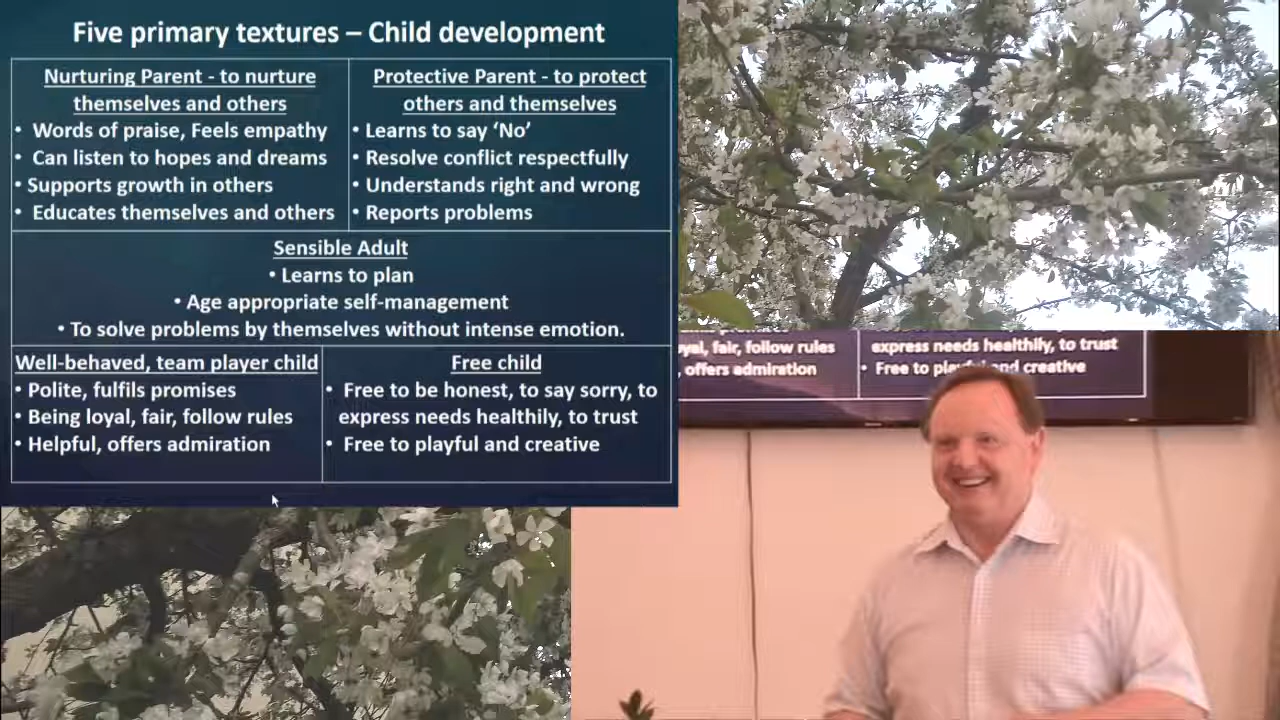 Five primary textures – Child development
Nurturing Parent - to nurture
themselves and others
• Words of praise, Feels empathy
• Can listen to hopes and dreams
• Supports growth in others
• Educates themselves and others
Protective Parent - to protect
others and themselves
• Learns to say ‘No’
• Resolve conflict respectfully
• Understands right and wrong
• Reports problems
Sensible Adult
• Learns to plan
• Age appropriate self-management
• To solve problems by themselves without intense emotion.
Well-behaved, team player child
• Polite, fulfils promises
• Being loyal, fair, follow rules
• Helpful, offers admiration
Free child
• Free to be honest, to say sorry, to
express needs healthily, to trust
• Free to playful and creative
fair, follow rules
, offers admiration
express needs healthily, to trust
• Free to playful and creative